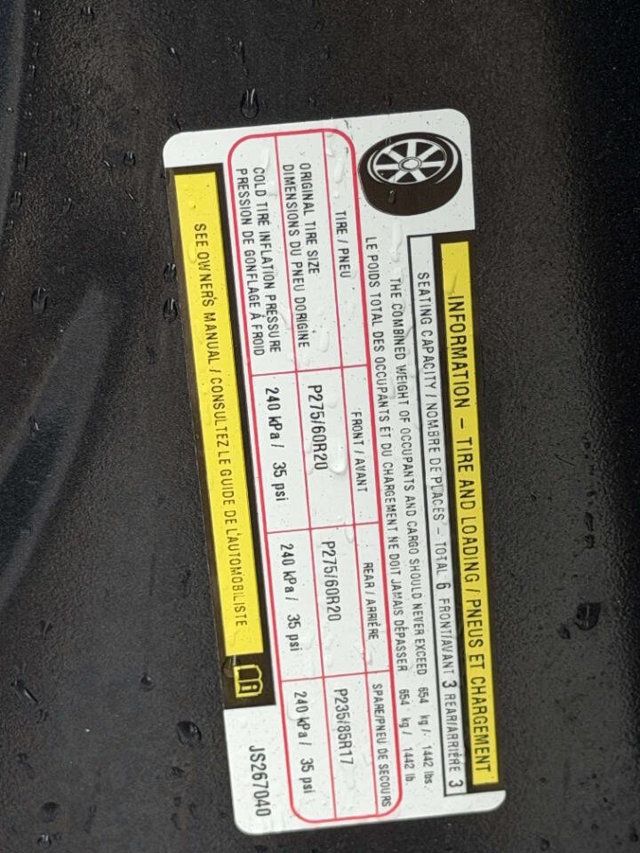 INFORMATION – TIRE AND LOADING / PNEUS ET CHARGEMENT
SEATING CAPACITY / NOMBRE DE PLACES – TOTAL 6 FRONT/AVANT 3 REAR/ARRIÈRE 3
THE COMBINED WEIGHT OF OCCUPANTS AND CARGO SHOULD NEVER EXCEED 654 kg / 1442 lbs.
LE POIDS TOTAL DES OCCUPANTS ET DU CHARGEMENT NE DOIT JAMAIS DÉPASSER 654 kg / 1442 lb.
TIRE / PNEU FRONT / AVANT REAR / ARRIÈRE SPARE/PNEU DE SECOURS
ORIGINAL TIRE SIZE
DIMENSIONS DU PNEU DORIGINE P275/60R20 P275/60R20 P235/85R17
COLD TIRE INFLATION PRESSURE
PRESSION DE GONFLAGE À FROID 240 kPa / 35 psi 240 kPa / 35 psi 240 kPa / 35 psi
SEE OWNER'S MANUAL / CONSULTEZ LE GUIDE DE L'AUTOMOBILISTE
JS267040